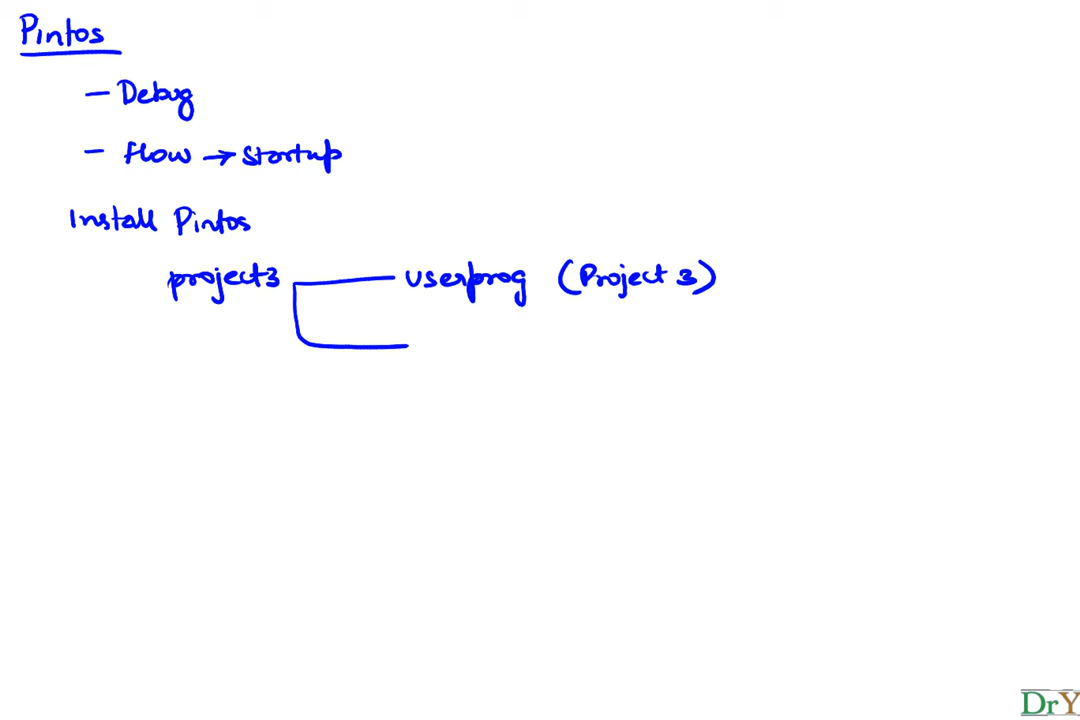 Pintos
- Debug
- flow → startup
Install Pintos
project3 userprog (Project 3)
DrY